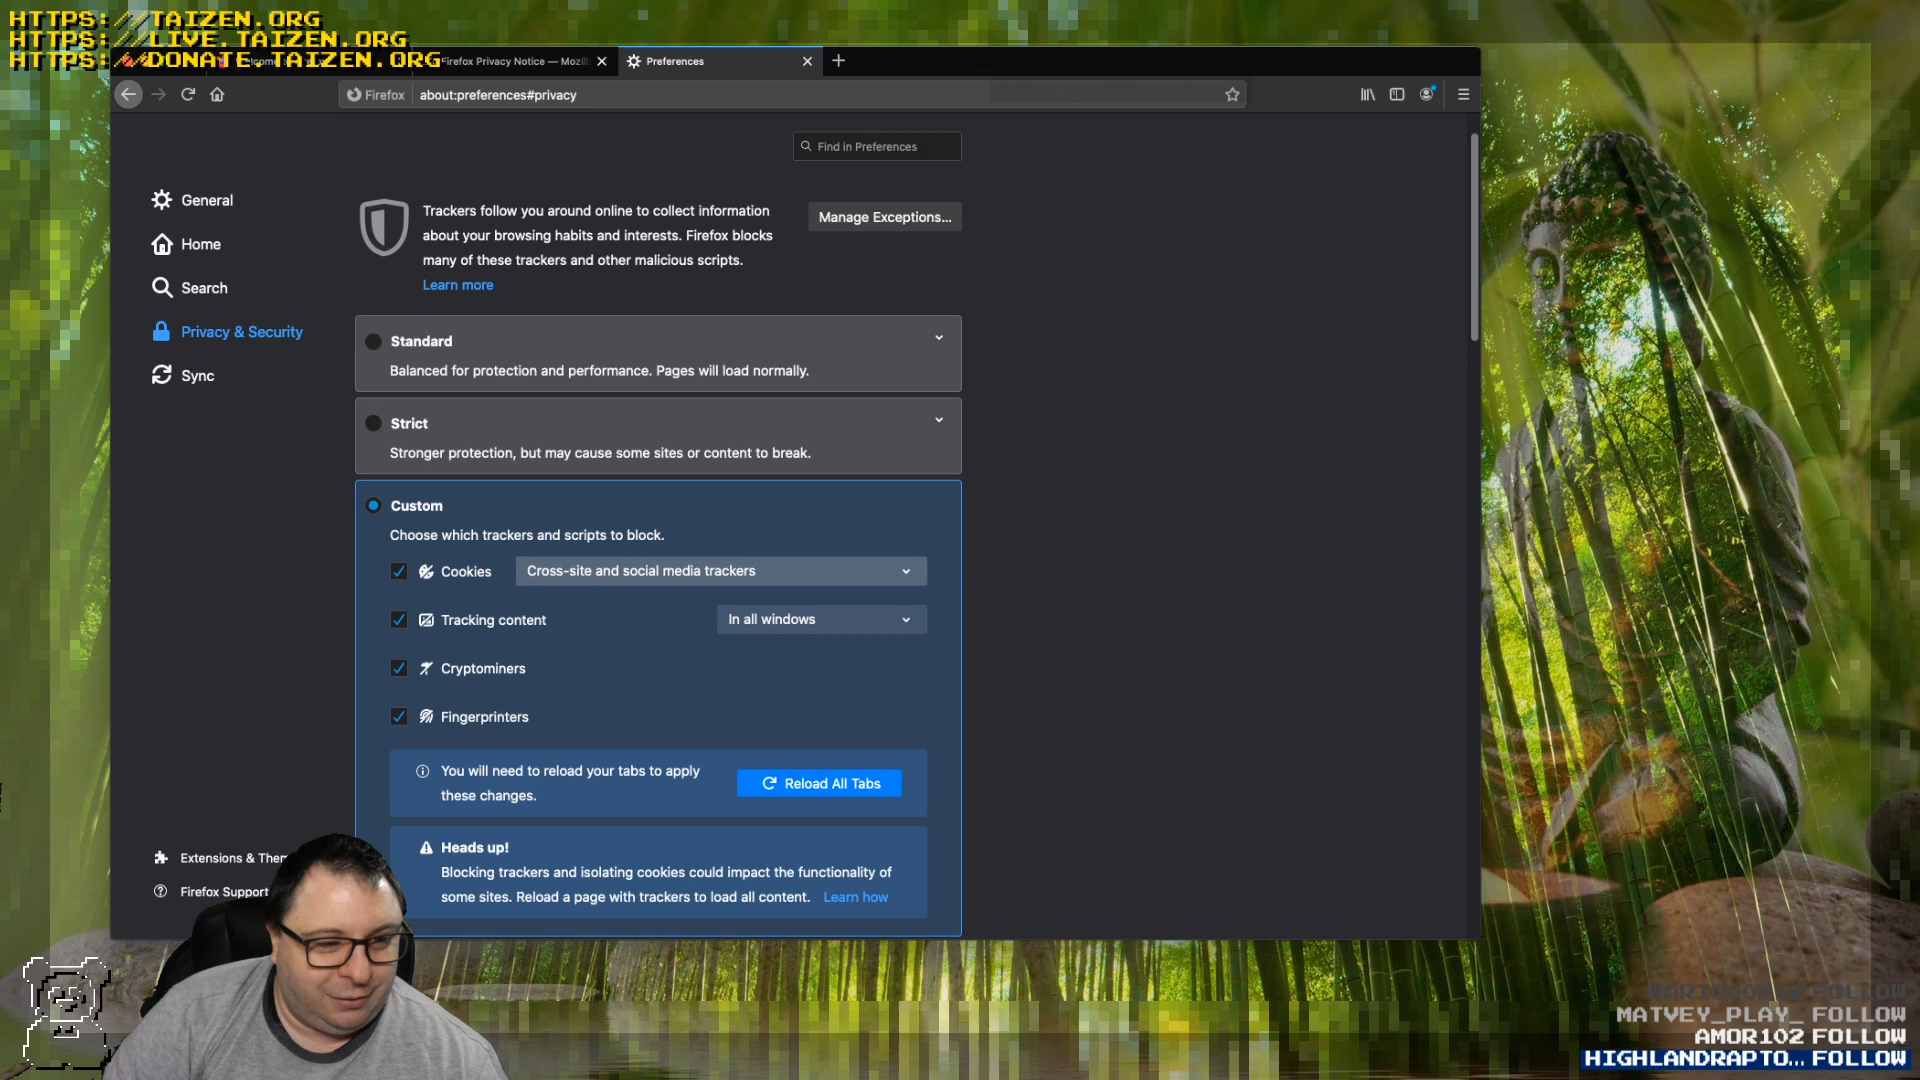 HTTPS://TAIZEN.ORG
HTTPS://LIVE.TAIZEN.ORG
HTTPS://DONATE.TAIZEN.ORG
Firefox Privacy Notice — Mozil
Preferences
Firefox
about:preferences#privacy
Find in Preferences
General
Home
Search
Privacy & Security
Sync
Extensions &
Firefox Support
Trackers follow you around online to collect information
about your browsing habits and interests. Firefox blocks
many of these trackers and other malicious scripts.
Learn more
Manage Exceptions...
Standard
Balanced for protection and performance. Pages will load normally.
Strict
Stronger protection, but may cause some sites or content to break.
Custom
Choose which trackers and scripts to block.
Cookies
Cross-site and social media trackers
Tracking content
In all windows
Cryptominers
Fingerprinters
You will need to reload your tabs to apply
these changes.
Reload All Tabs
Heads up!
Blocking trackers and isolating cookies could impact the functionality of
some sites. Reload a page with trackers to load all content. Learn how
FOLLOW
MATVEY_PLAY_ FOLLOW
AMOR102 FOLLOW
HIGHLANDRAPTO... FOLLOW